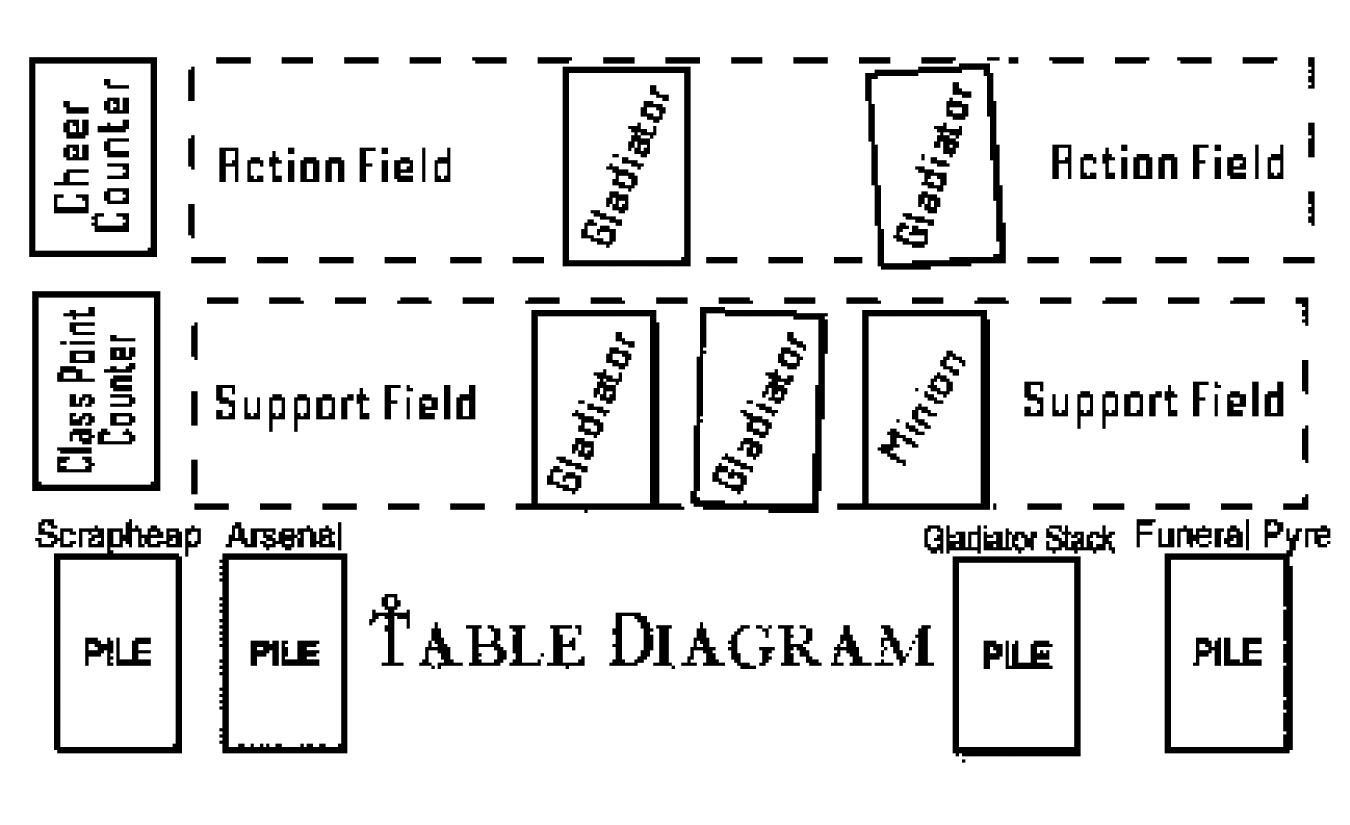 Cheer
Counter
Action Field
Gladiator
Gladiator
Action Field
Class Point
Counter
Support Field
Gladiator
Gladiator
Minion
Support Field
Scrapheap
Arsenal
Gladiator Stack
Funeral Pyre
PILE
PILE
TABLE DIAGRAM
PILE
PILE